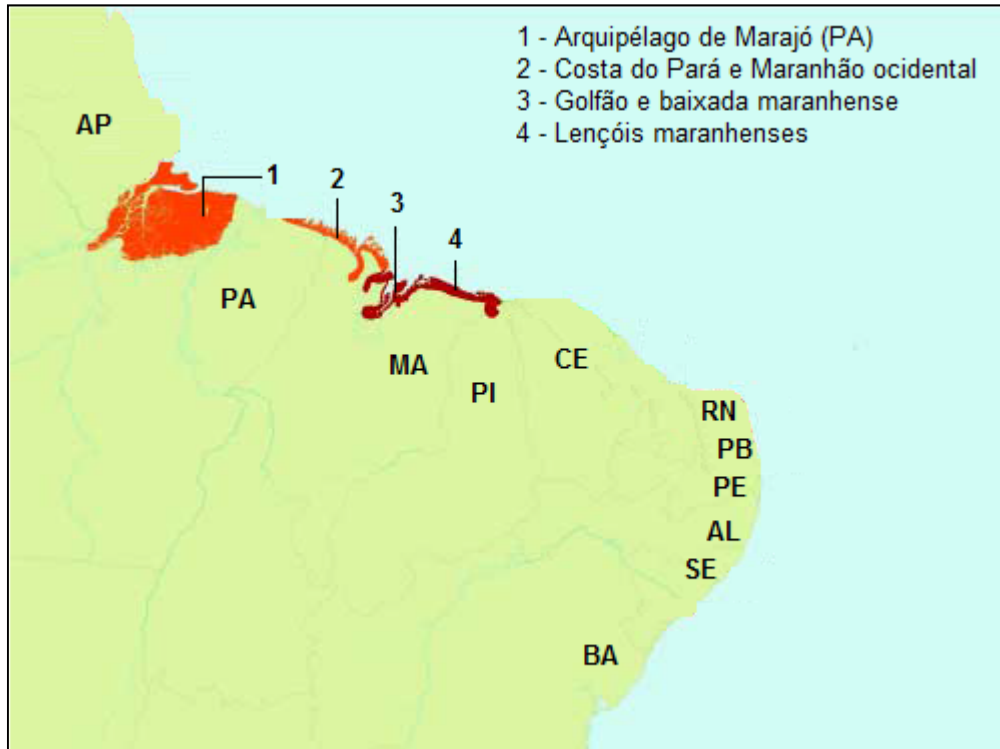 1 - Arquipélago de Marajó (PA)
2 - Costa do Pará e Maranhão ocidental
3 - Golfão e baixada maranhense
4 - Lençóis maranhenses
AP
1
2
3
4
PA
MA
PI
CE
RN
PB
PE
AL
SE
BA